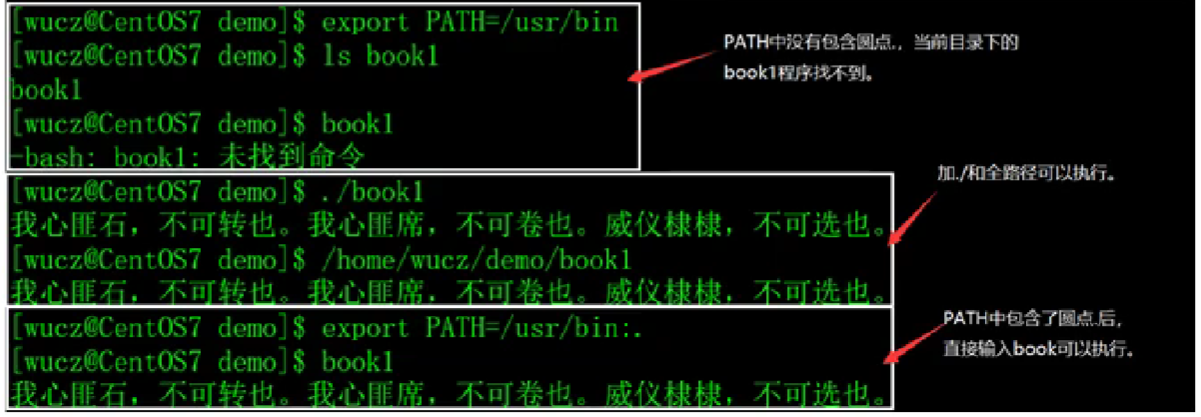 [wucz@CentOS7 demo]$ export PATH=/usr/bin
[wucz@CentOS7 demo]$ ls book1
book1
[wucz@CentOS7 demo]$ book1
-bash: book1: 未找到命令
PATH中没有包含圆点.，当前目录下的
book1程序找不到。
[wucz@CentOS7 demo]$ ./book1
我心匪石，不可转也。我心匪席，不可卷也。威仪棣棣，不可选也。
[wucz@CentOS7 demo]$ /home/wucz/demo/book1
我心匪石，不可转也。我心匪席，不可卷也。威仪棣棣，不可选也。
加./和全路径可以执行。
[wucz@CentOS7 demo]$ export PATH=/usr/bin:.
[wucz@CentOS7 demo]$ book1
我心匪石，不可转也。我心匪席，不可卷也。威仪棣棣，不可选也。
PATH中包含了圆点.后，
直接输入book可以执行。